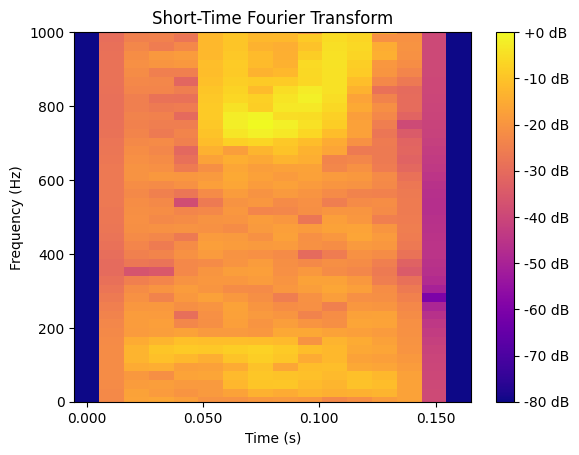 Short-Time Fourier Transform
1000
800
600
400
200
0
Frequency (Hz)
0.000
0.050
0.100
0.150
Time (s)
+0 dB
-10 dB
-20 dB
-30 dB
-40 dB
-50 dB
-60 dB
-70 dB
-80 dB